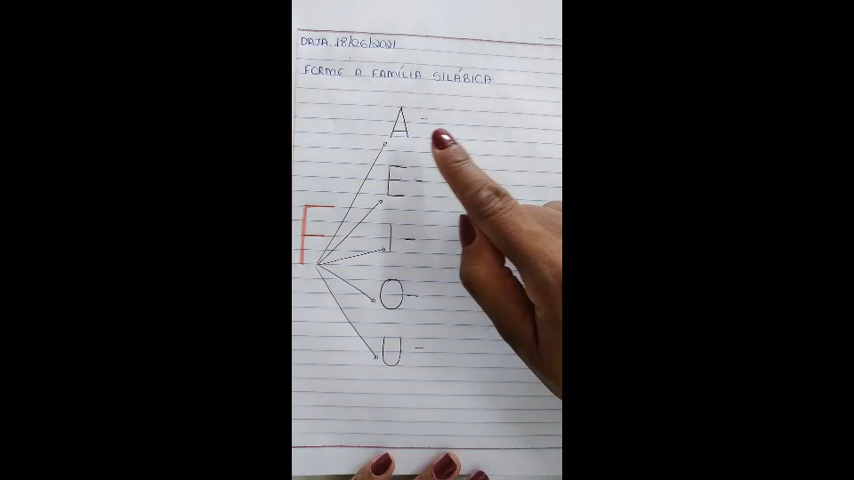 DATA 18/06/2021
FORME A FAMÍLIA SILÁBICA
A -
E -
F I -
O -
U -